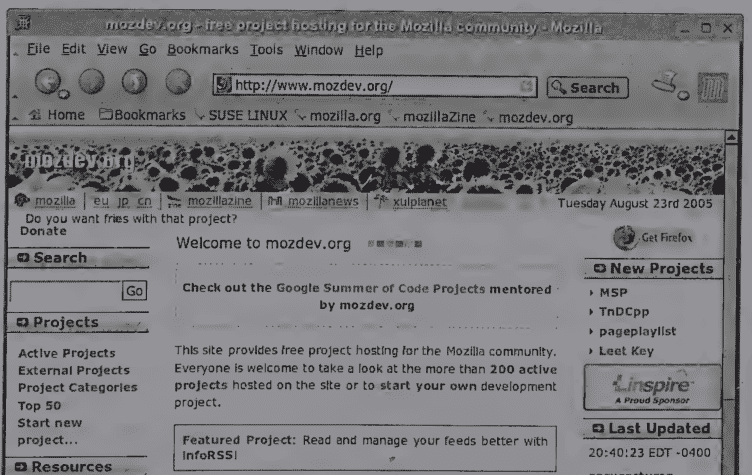 mozdev.org - free project hosting for the Mozilla community - Mozilla
File Edit View Go Bookmarks Tools Window Help
http://www.mozdev.org/ Search
Home Bookmarks SUSE LINUX mozilla.org mozillaZine mozdev.org
mozdev.org
mozilla | eu jp cn | mozillazine | mozillanews | xulplanet
Tuesday August 23rd 2005
Do you want fries with that project?
Donate
Search
Go
Projects
Active Projects
External Projects
Project Categories
Top 50
Start new
project...
Resources
Welcome to mozdev.org
Check out the Google Summer of Code Projects mentored
by mozdev.org
This site provides free project hosting for the Mozilla community.
Everyone is welcome to take a look at the more than 200 active
projects hosted on the site or to start your own development
project.
Featured Project: Read and manage your feeds better with
InfoRSS!
Get Firefox
New Projects
MSP
TnDCpp
pageplaylist
Leet Key
Linspire
A Proud Sponsor
Last Updated
20:40:23 EDT -0400